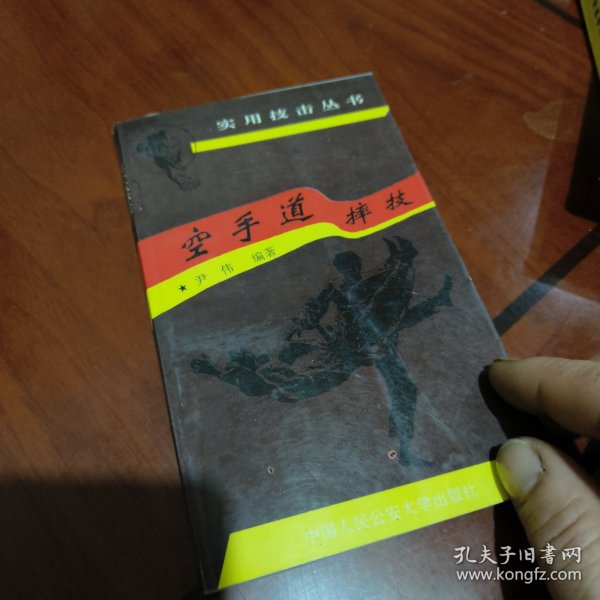 实用技击丛书
空手道 摔技
★尹伟 编著
中国人民公安大学出版社
孔夫子旧书网
www.kongfz.com